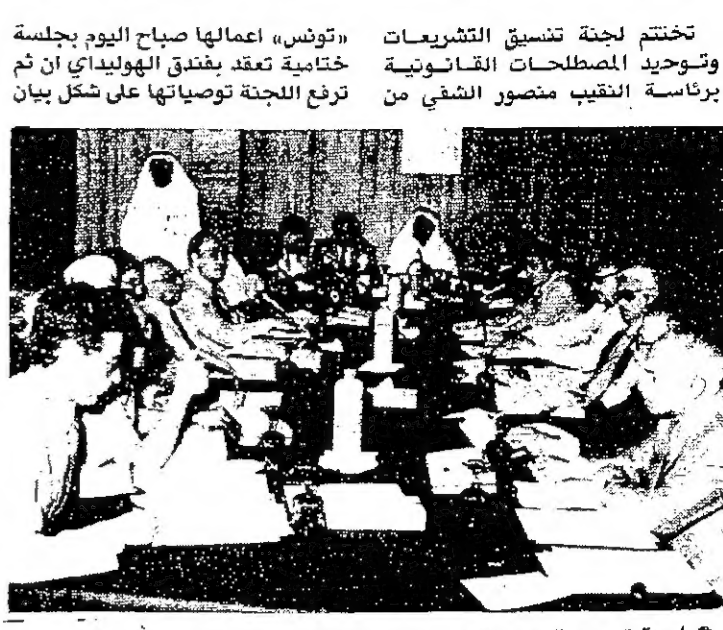 تختتم لجنة تنسيق التشريعات
وتوحيد المصطلحات القانونية
برئاسة النقيب منصور الشفي من
«تونس» اعمالها صباح اليوم بجلسة
ختامية تعقد بفندق الهوليداي ان ثم
ترفع اللجنة توصياتها على شكل بيان